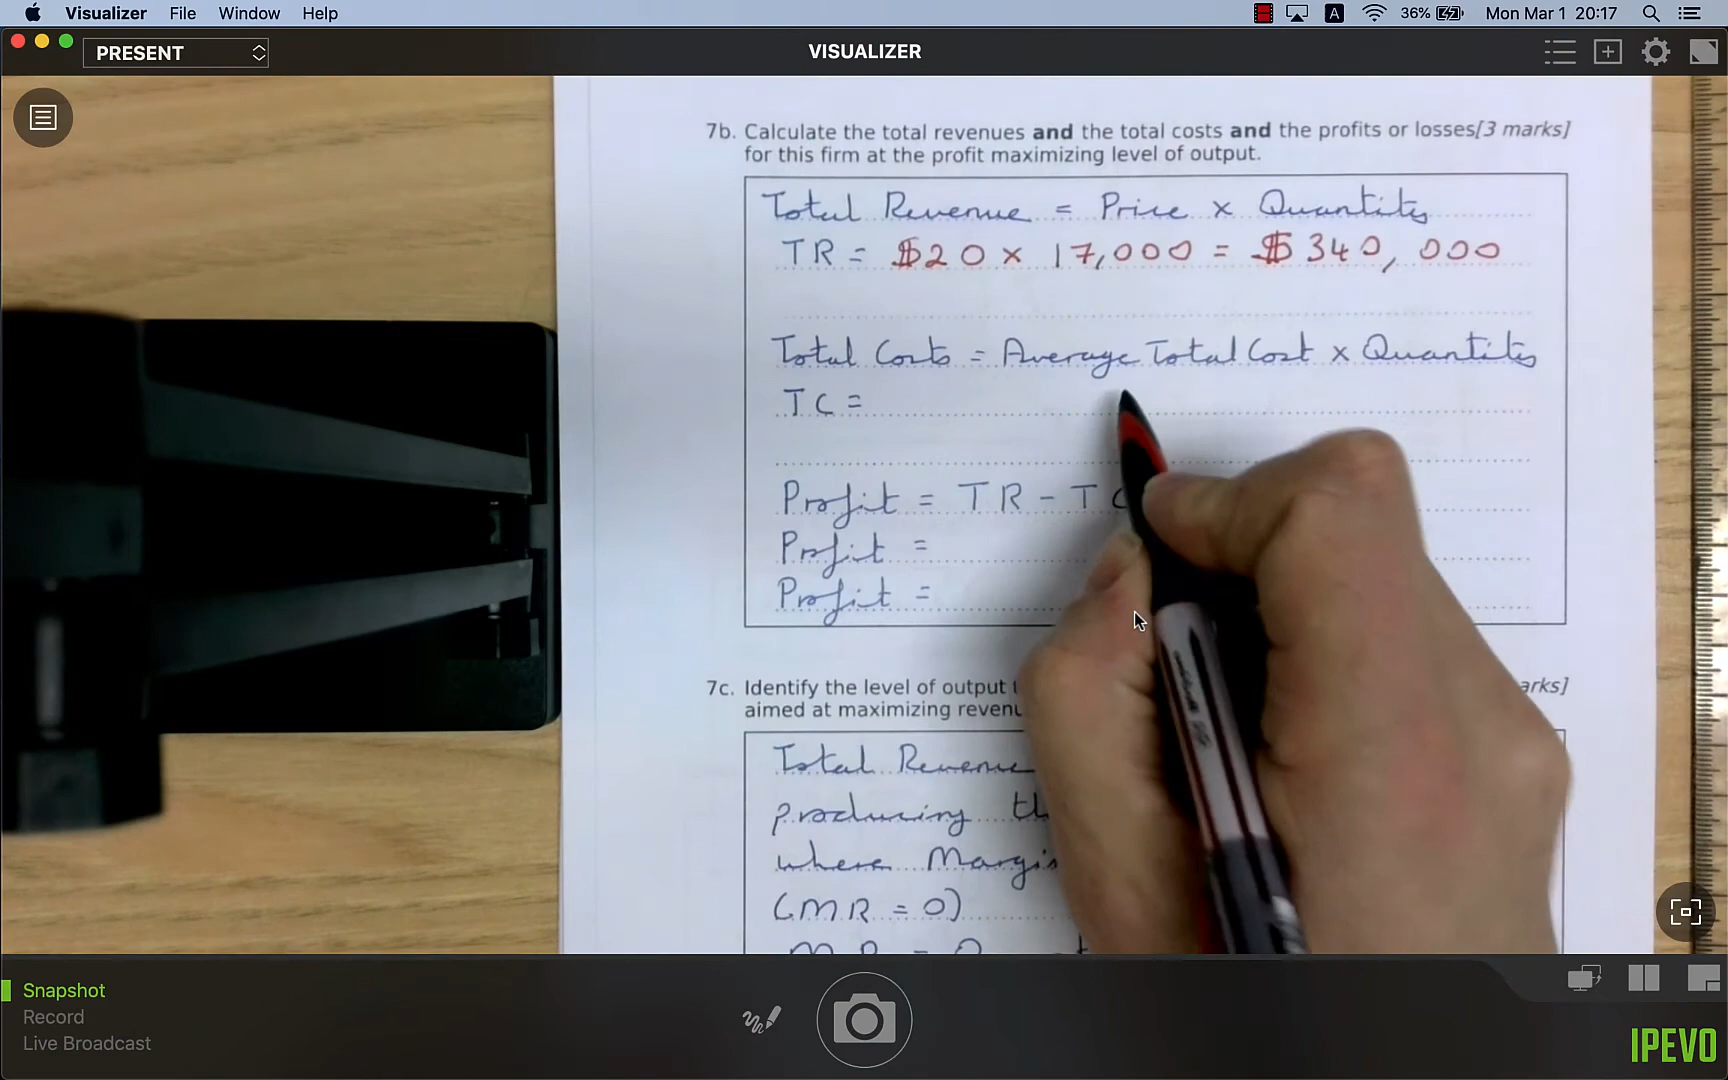 Visualizer File Window Help
A 36% Mon Mar 1 20:17
PRESENT
VISUALIZER
7b. Calculate the total revenues and the total costs and the profits or losses [3 marks]
for this firm at the profit maximizing level of output.
Total Revenue = Price x Quantity
TR = $20 x 17,000 = $340,000
Total Costs = Average Total Cost x Quantity
TC =
Profit = TR - TC
Profit =
Profit =
7c. Identify the level of output
aimed at maximizing
Total Revenue
producing
where
(MR = 0)
MR = 0
Snapshot
Record
Live Broadcast
IPEVO